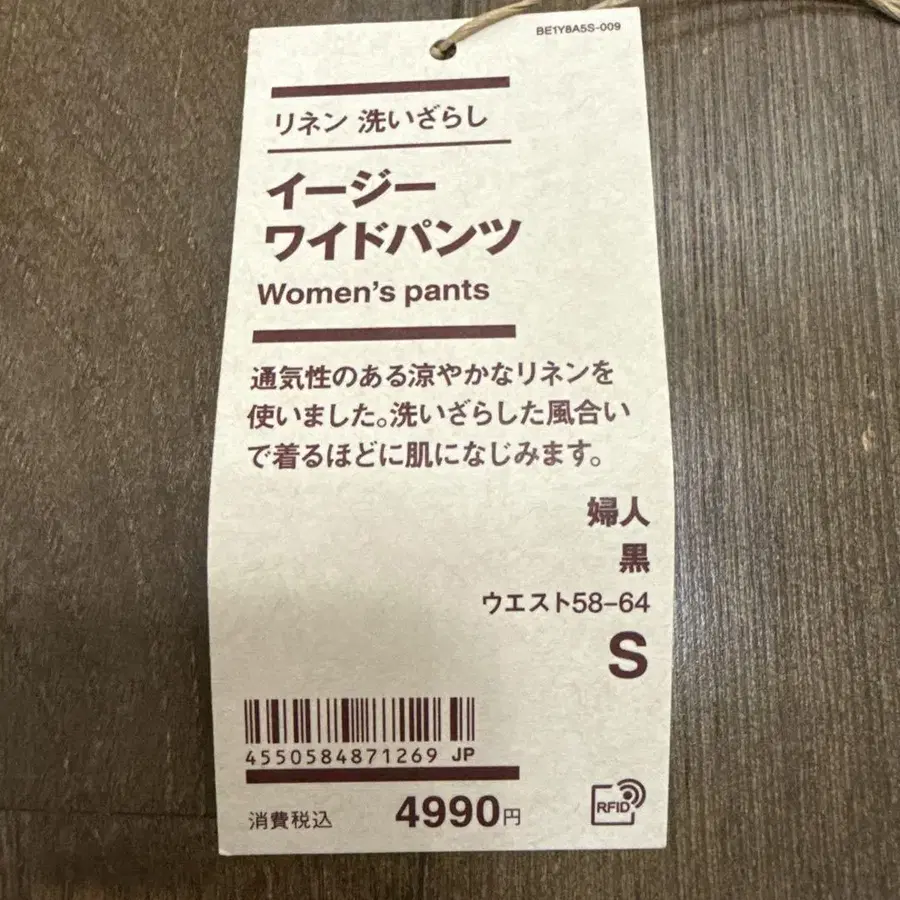 BE1Y8A5S-009
リネン 洗いざらし
イージー
ワイドパンツ
Women's pants
通気性のある涼やかなリネンを
使いました。洗いざらした風合い
で着るほどに肌になじみます。
婦人
黒
ウエスト58-64
S
4550584871269 JP
消費税込 4990円
RFID